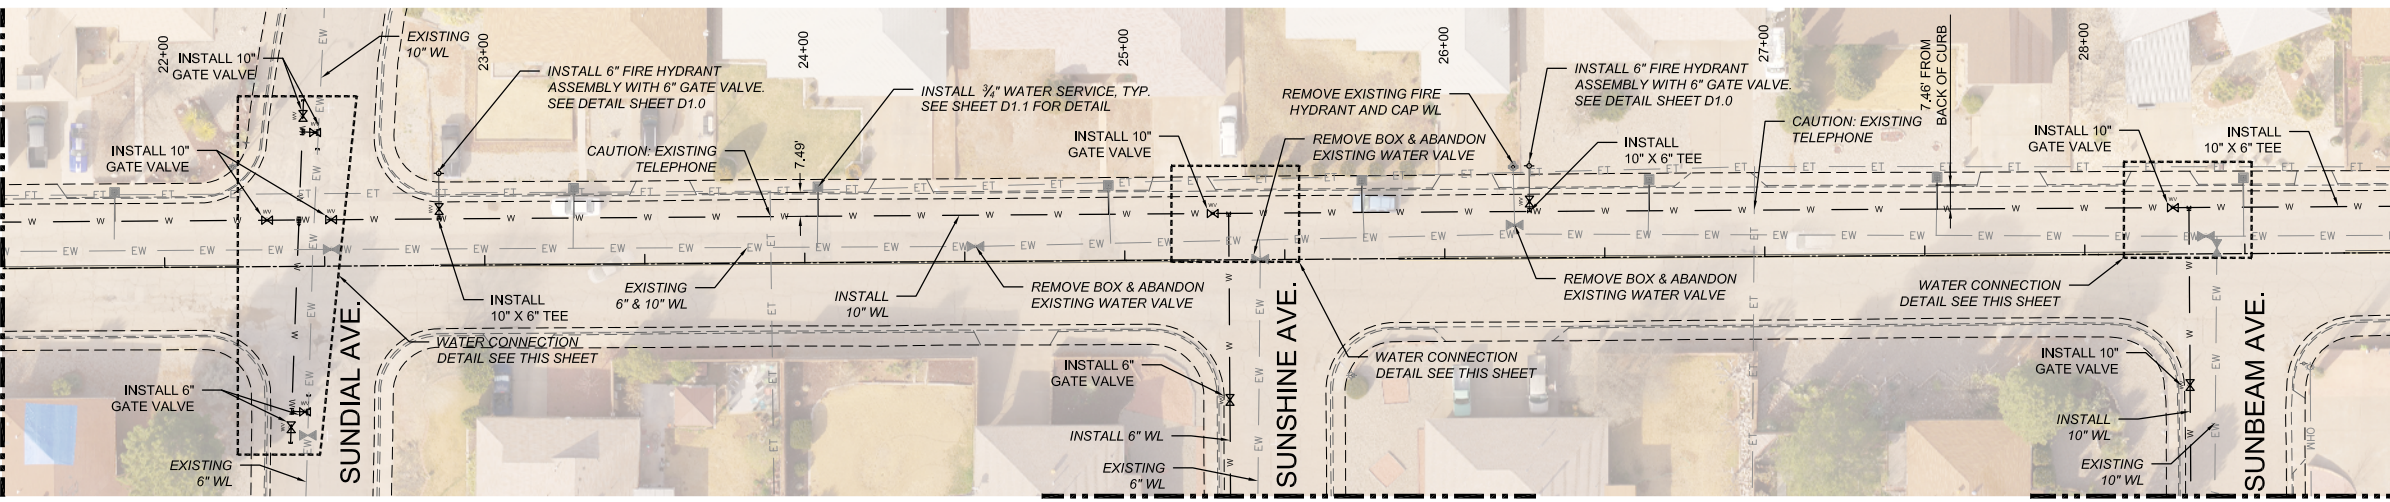 22+00
23+00
24+00
25+00
26+00
27+00
28+00
INSTALL 10"
GATE VALVE
EXISTING
10" WL
INSTALL 10"
GATE VALVE
INSTALL 6" FIRE HYDRANT
ASSEMBLY WITH 6" GATE VALVE.
SEE DETAIL SHEET D1.0
INSTALL ¾" WATER SERVICE, TYP.
SEE SHEET D1.1 FOR DETAIL
CAUTION: EXISTING
TELEPHONE
7.49'
INSTALL 10"
GATE VALVE
REMOVE EXISTING FIRE
HYDRANT AND CAP WL
REMOVE BOX & ABANDON
EXISTING WATER VALVE
INSTALL 6" FIRE HYDRANT
ASSEMBLY WITH 6" GATE VALVE.
SEE DETAIL SHEET D1.0
INSTALL
10" X 6" TEE
CAUTION: EXISTING
TELEPHONE
7.46' FROM
BACK OF CURB
INSTALL 10"
GATE VALVE
INSTALL
10" X 6" TEE
INSTALL
10" X 6" TEE
EXISTING
6" & 10" WL
INSTALL
10" WL
REMOVE BOX & ABANDON
EXISTING WATER VALVE
REMOVE BOX & ABANDON
EXISTING WATER VALVE
WATER CONNECTION
DETAIL SEE THIS SHEET
WATER CONNECTION
DETAIL SEE THIS SHEET
WATER CONNECTION
DETAIL SEE THIS SHEET
INSTALL 6"
GATE VALVE
EXISTING
6" WL
SUNDIAL AVE.
INSTALL 6"
GATE VALVE
INSTALL 6" WL
EXISTING
6" WL
SUNSHINE AVE.
INSTALL 10"
GATE VALVE
INSTALL
10" WL
EXISTING
10" WL
SUNBEAM AVE.
OHW